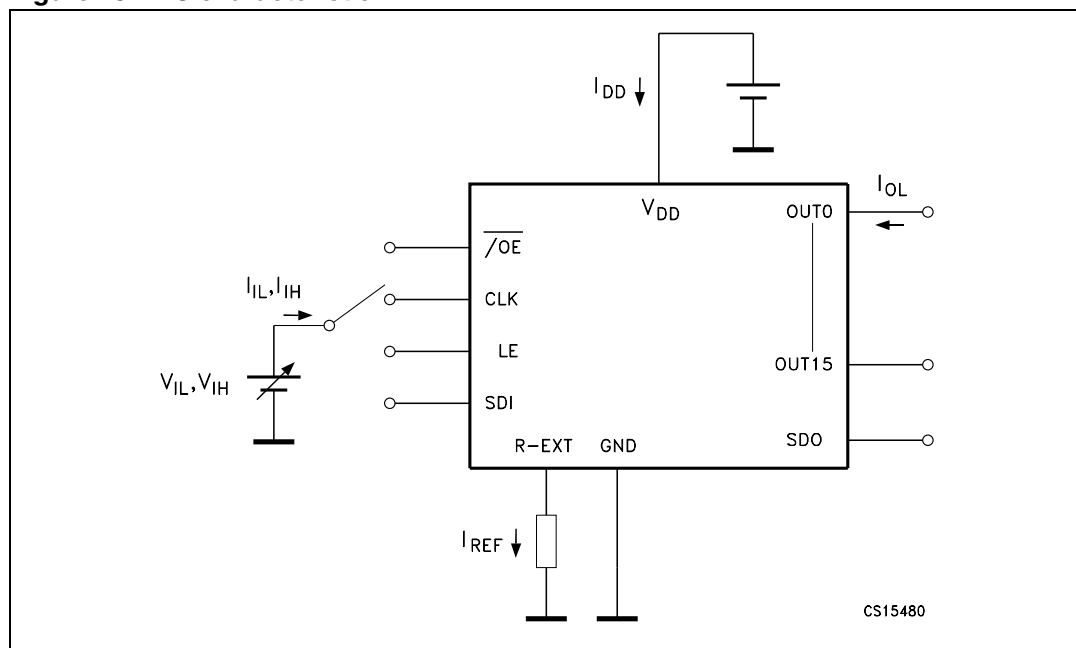 I_DD
V_DD
OUT0
I_OL
/OE
I_IL,I_IH
CLK
LE
OUT15
V_IL,V_IH
SDI
SDO
R-EXT
GND
I_REF
CS15480